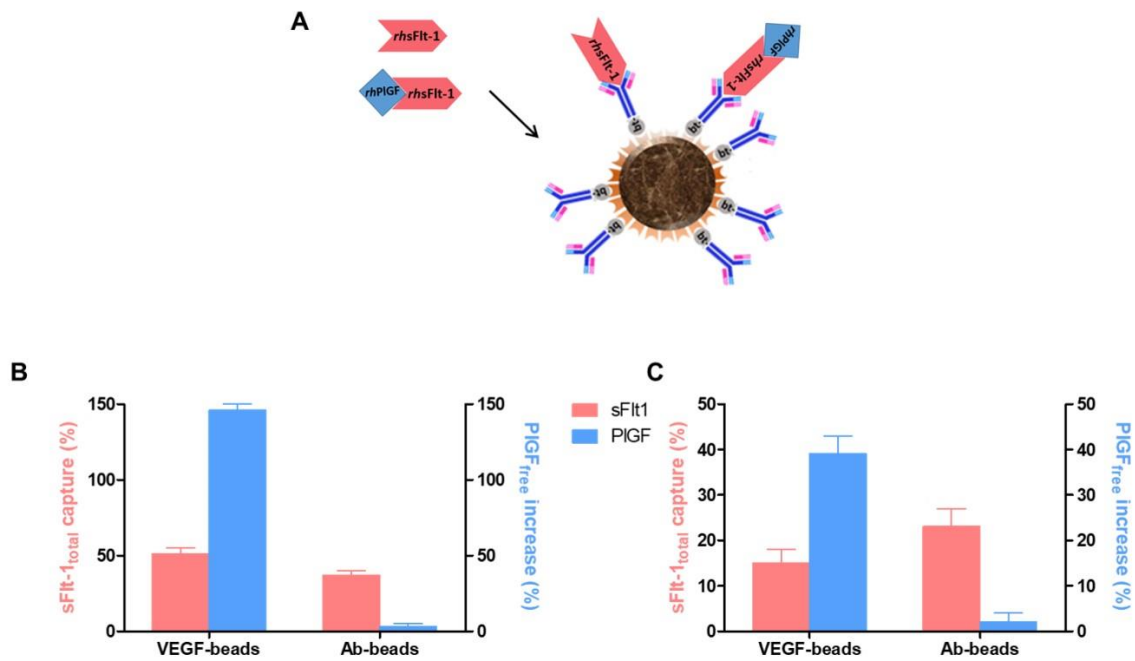 A
rhsFlt-1
rhPlGF
rhsFlt-1
rhsFlt-1
rhsFlt-1
rhPlGF
bt-
bt-
bt-
bt-
bt-
bt-
bt-
B
C
sFlt-1total capture (%)
150
100
50
0
VEGF-beads
Ab-beads
150
100
50
0
PlGFfree increase (%)
sFlt1
PlGF
sFlt-1total capture (%)
50
40
30
20
10
0
VEGF-beads
Ab-beads
50
40
30
20
10
0
PlGFfree increase (%)